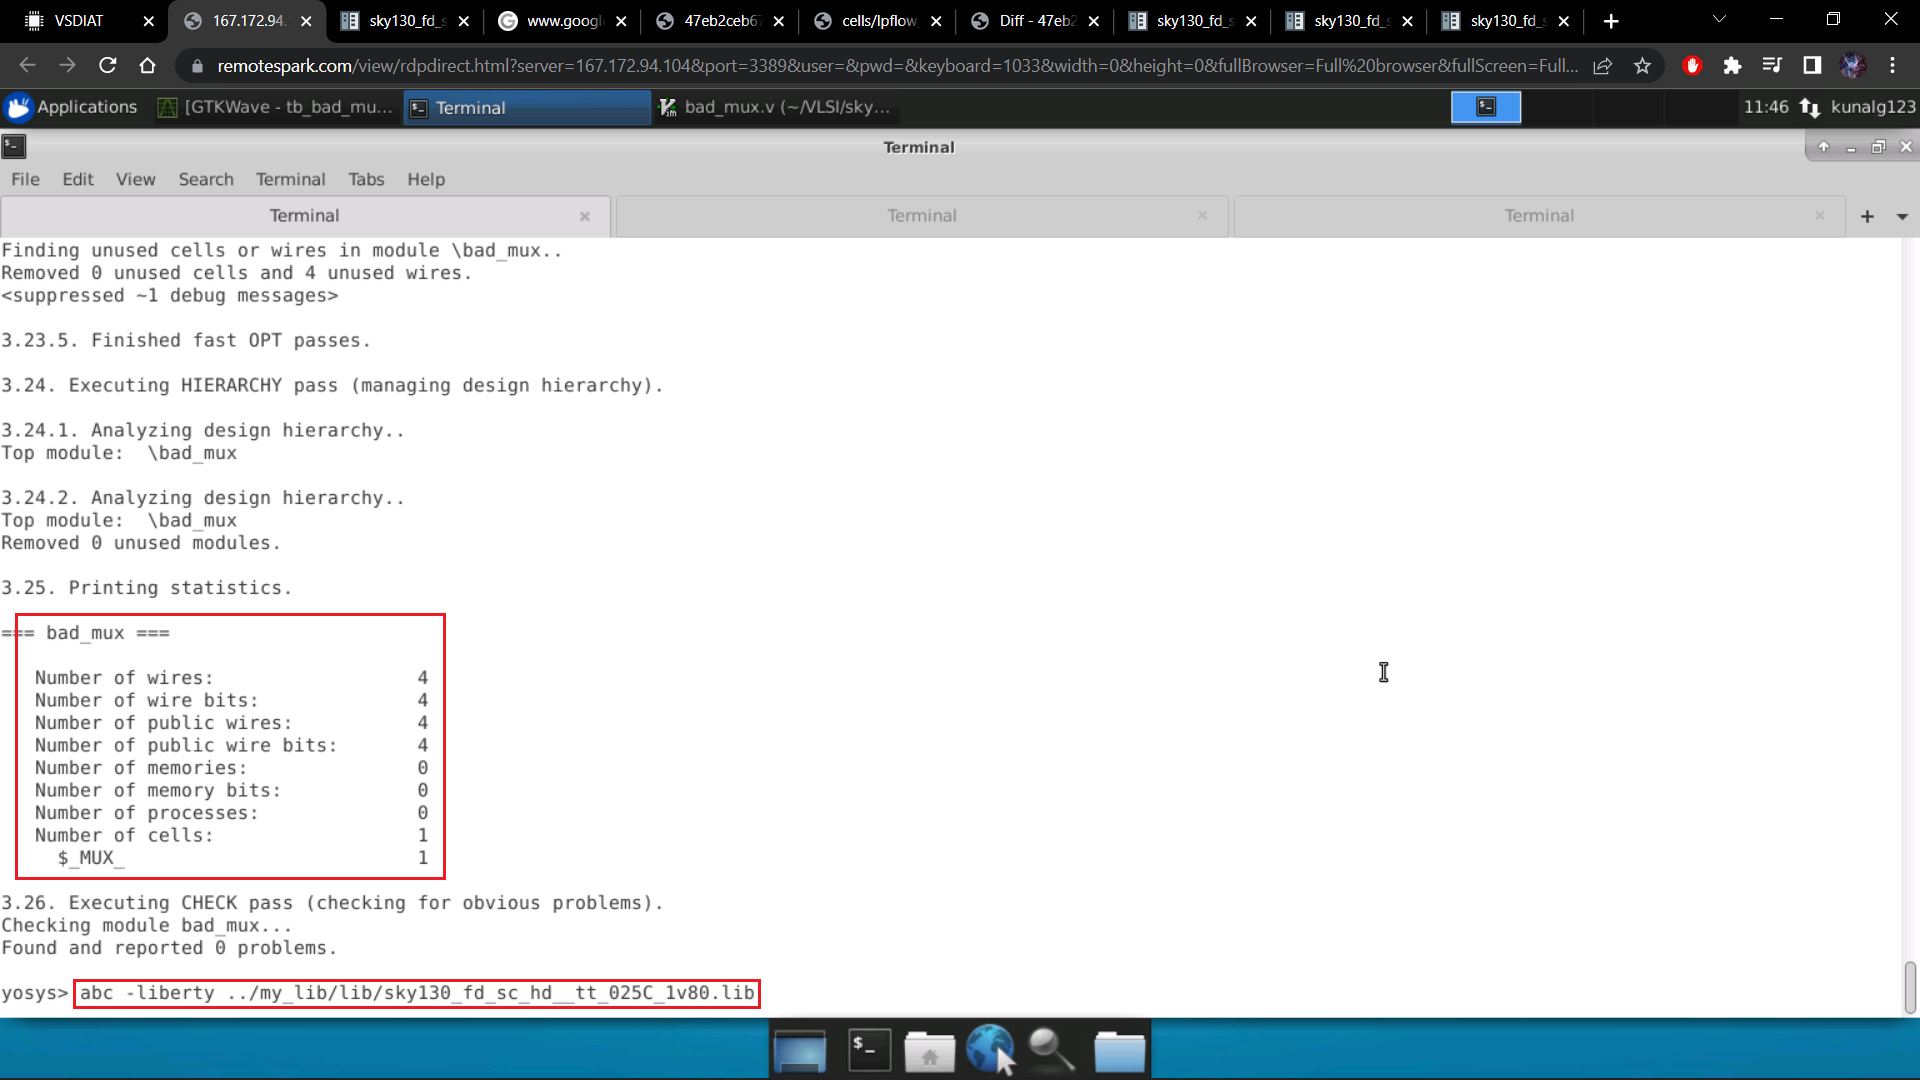 VSDIAT
167.172.94.
sky130_fd_s
www.googl
47eb2ceb67
cells/lpflow
Diff - 47eb2
sky130_fd_s
sky130_fd_s
sky130_fd_s
remotespark.com/view/rdpdirect.html?server=167.172.94.104&port=3389&user=&pwd=&keyboard=1033&width=0&height=0&fullBrowser=Full%20browser&fullScreen=Full...
Applications
[GTKWave - tb_bad_mu...
Terminal
bad_mux.v (~/VLSI/sky...
11:46
kunalg123
Terminal
File Edit View Search Terminal Tabs Help
Terminal
Terminal
Terminal
Finding unused cells or wires in module \bad_mux..
Removed 0 unused cells and 4 unused wires.
<suppressed ~1 debug messages>
3.23.5. Finished fast OPT passes.
3.24. Executing HIERARCHY pass (managing design hierarchy).
3.24.1. Analyzing design hierarchy..
Top module:  \bad_mux
3.24.2. Analyzing design hierarchy..
Top module:  \bad_mux
Removed 0 unused modules.
3.25. Printing statistics.
=== bad_mux ===
Number of wires: 4
Number of wire bits: 4
Number of public wires: 4
Number of public wire bits: 4
Number of memories: 0
Number of memory bits: 0
Number of processes: 0
Number of cells: 1
$_MUX_ 1
3.26. Executing CHECK pass (checking for obvious problems).
Checking module bad_mux...
Found and reported 0 problems.
yosys> abc -liberty ../my_lib/lib/sky130_fd_sc_hd__tt_025C_1v80.lib